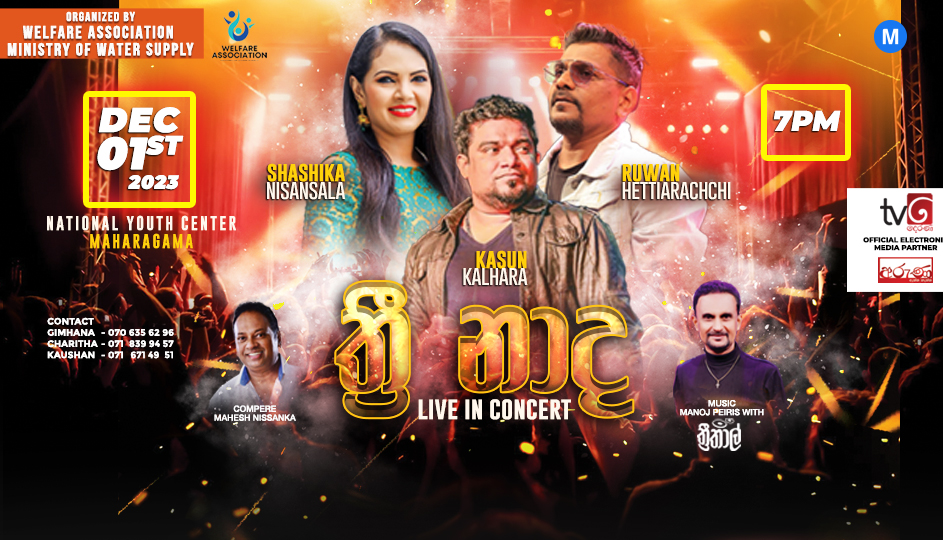 ORGANIZED BY
WELFARE ASSOCIATION
MINISTRY OF WATER SUPPLY
WELFARE
ASSOCIATION
M
DEC
01ST
2023
7PM
NATIONAL YOUTH CENTER
MAHARAGAMA
SHASHIKA
NISANSALA
RUWAN
HETTIARACHCHI
KASUN
KALHARA
tv
දෙරණ
OFFICIAL ELECTRONI
MEDIA PARTNER
අරුණ
CONTACT
GIMHANA - 070 635 62 96
CHARITHA - 071 839 94 57
KAUSHAN - 071 671 49 51
ත්‍රී නාද
LIVE IN CONCERT
COMPERE
MAHESH NISSANKA
MUSIC
MANOJ PEIRIS WITH
ත්‍රීතාල්